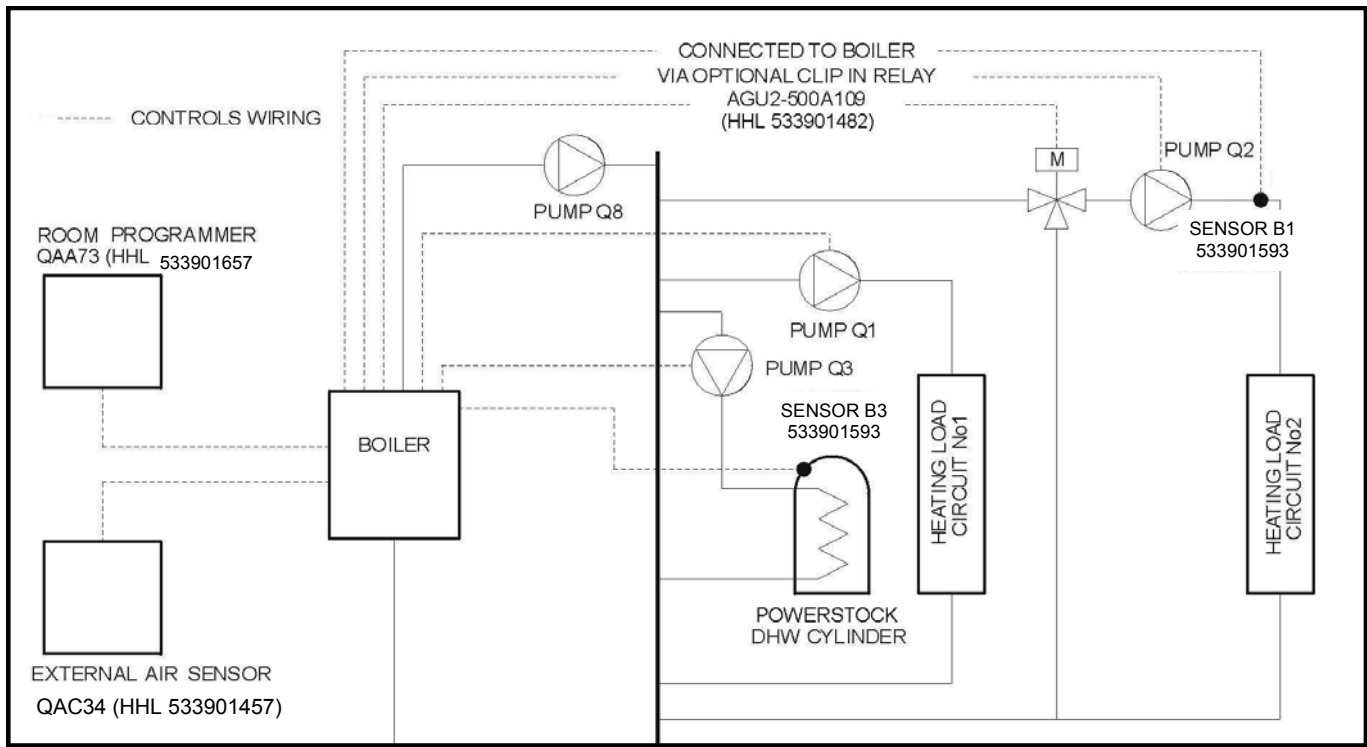 CONNECTED TO BOILER
VIA OPTIONAL CLIP IN RELAY
AGU2-500A109
(HHL 533901482)
CONTROLS WIRING
M
PUMP Q2
PUMP Q8
SENSOR B1
533901593
ROOM PROGRAMMER
QAA73 (HHL 533901657
PUMP Q1
PUMP Q3
SENSOR B3
533901593
BOILER
HEATING LOAD
CIRCUIT No1
HEATING LOAD
CIRCUIT No2
POWERSTOCK
DHW CYLINDER
EXTERNAL AIR SENSOR
QAC34 (HHL 533901457)